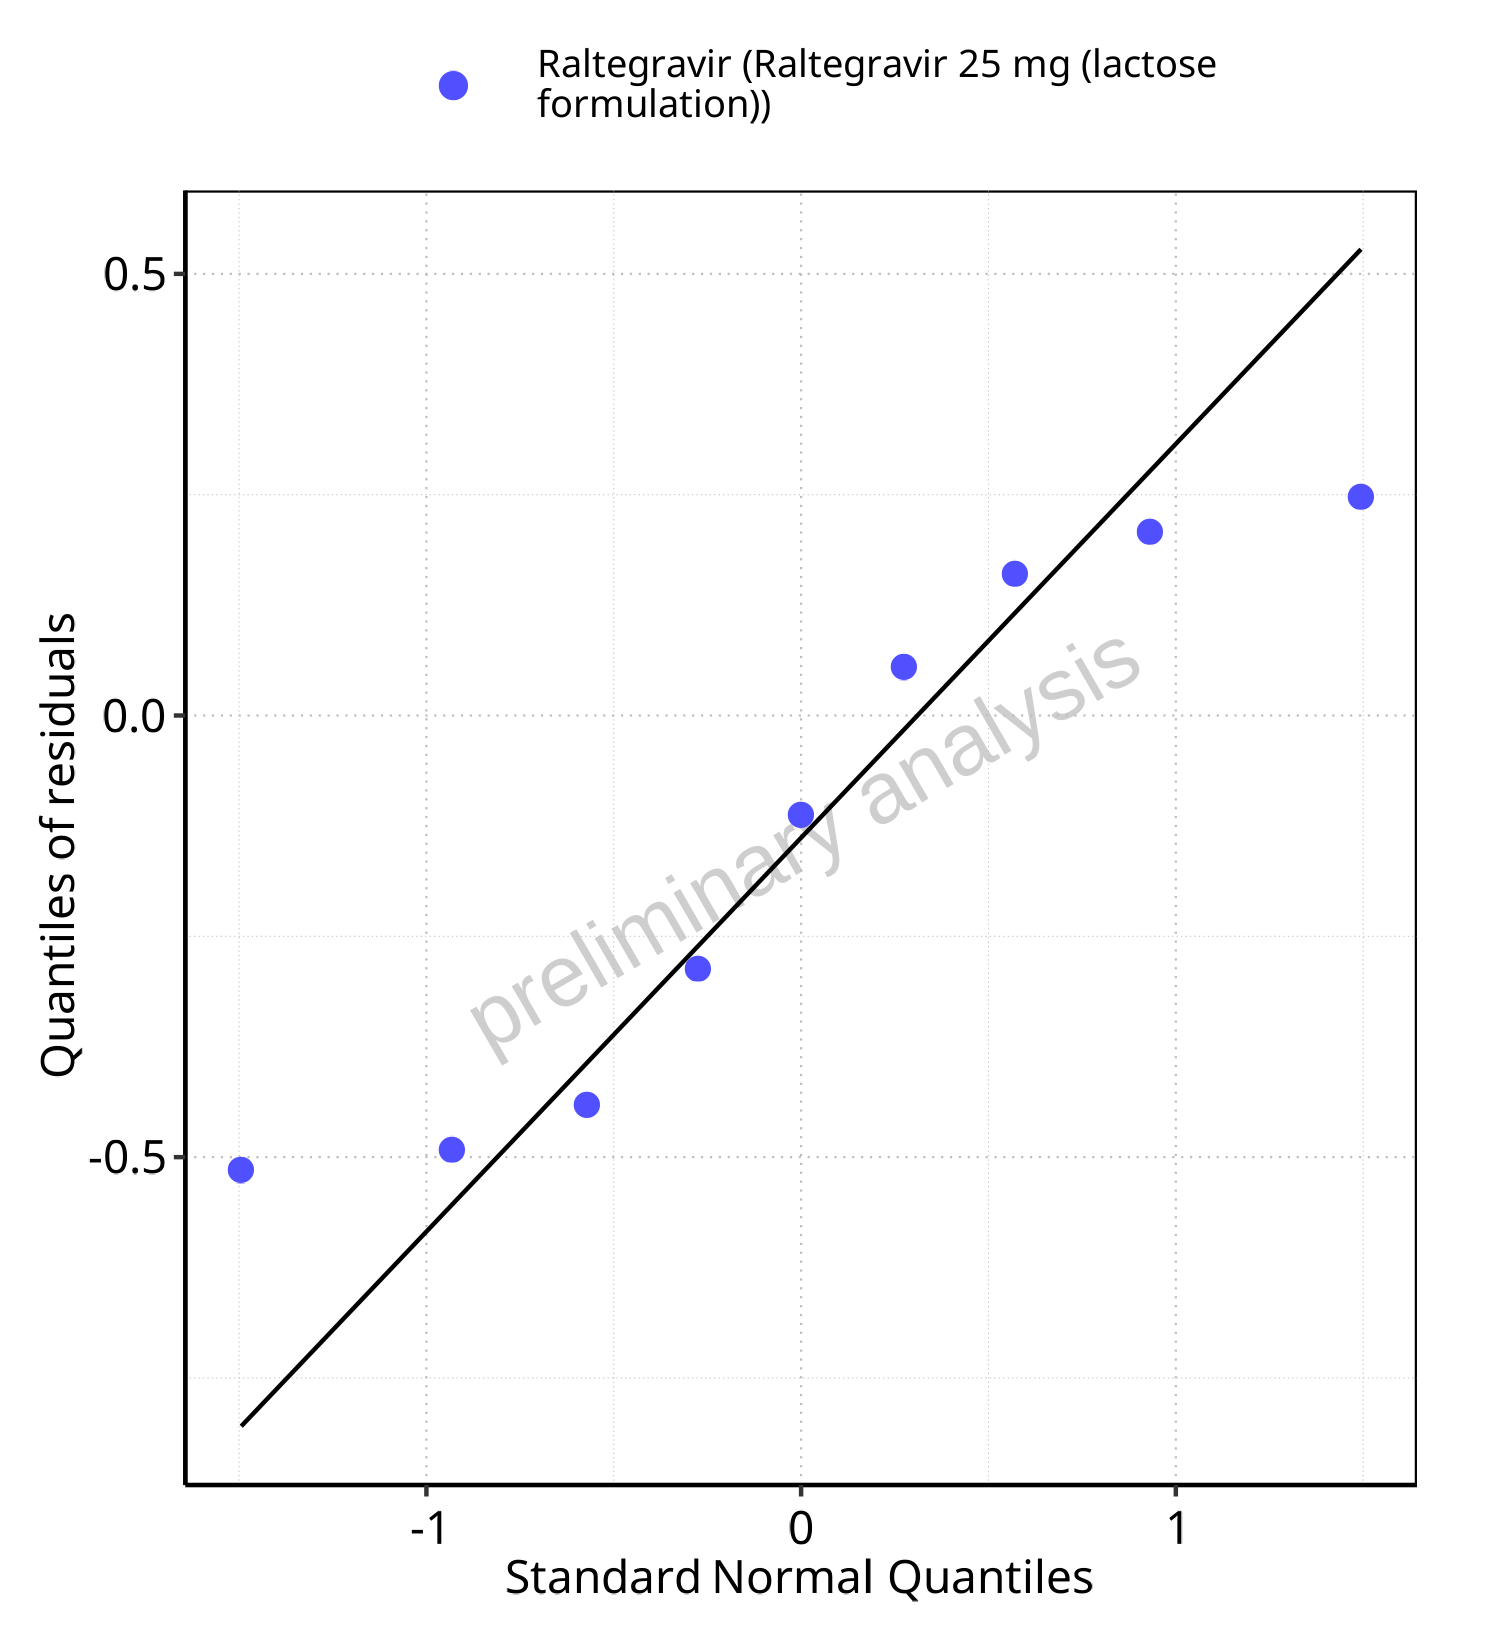 Raltegravir (Raltegravir 25 mg (lactose
formulation))
0.5
0.0
-0.5
Quantiles of residuals
preliminary analysis
-1
0
1
Standard Normal Quantiles